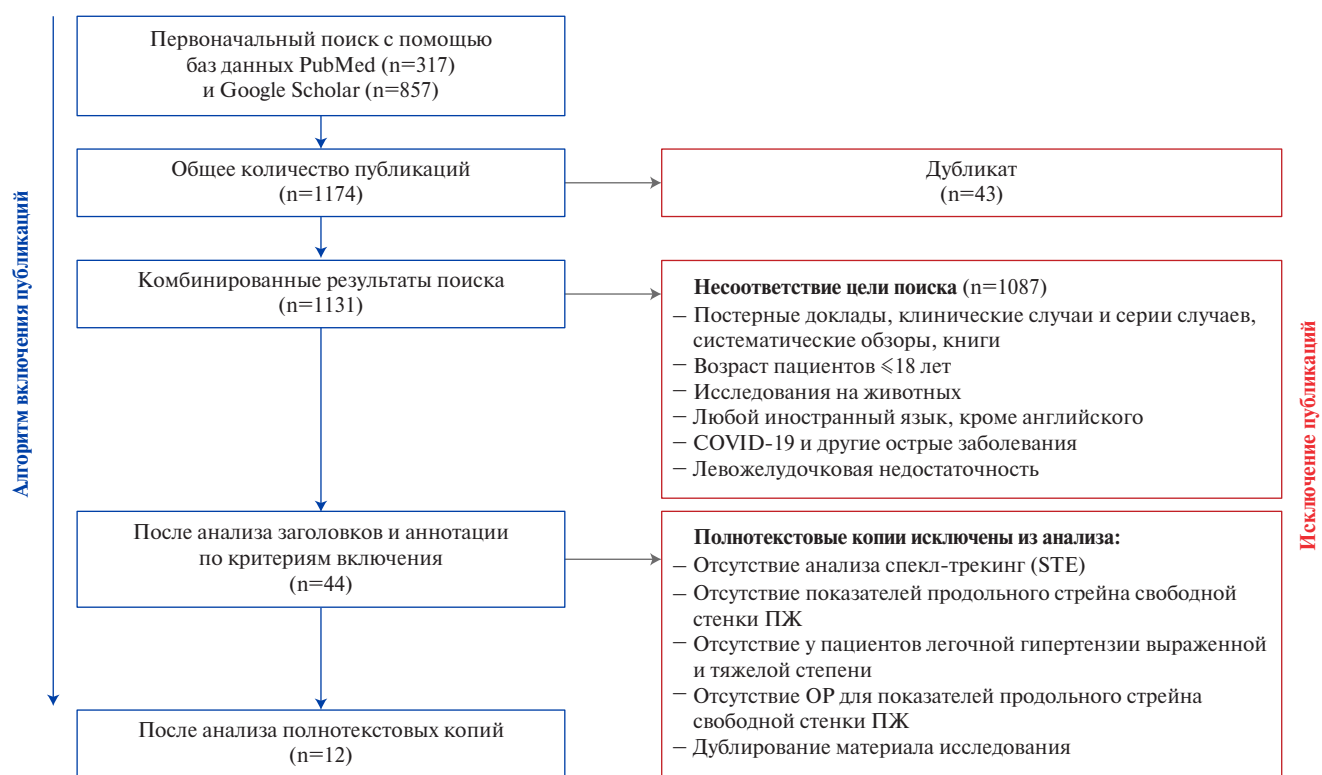 Первоначальный поиск с помощью
баз данных PubMed (n=317)
и Google Scholar (n=857)
Общее количество публикаций
(n=1174)
Дубликат
(n=43)
Комбинированные результаты поиска
(n=1131)
Несоответствие цели поиска (n=1087)
– Постерные доклады, клинические случаи и серии случаев,
систематические обзоры, книги
– Возраст пациентов ⩽18 лет
– Исследования на животных
– Любой иностранный язык, кроме английского
– COVID-19 и другие острые заболевания
– Левожелудочковая недостаточность
После анализа заголовков и аннотации
по критериям включения
(n=44)
Полнотекстовые копии исключены из анализа:
– Отсутствие анализа спекл-трекинг (STE)
– Отсутствие показателей продольного стрейна свободной
стенки ПЖ
– Отсутствие у пациентов легочной гипертензии выраженной
и тяжелой степени
– Отсутствие ОР для показателей продольного стрейна
свободной стенки ПЖ
– Дублирование материала исследования
После анализа полнотекстовых копий
(n=12)
Алгоритм включения публикаций
Исключение публикаций